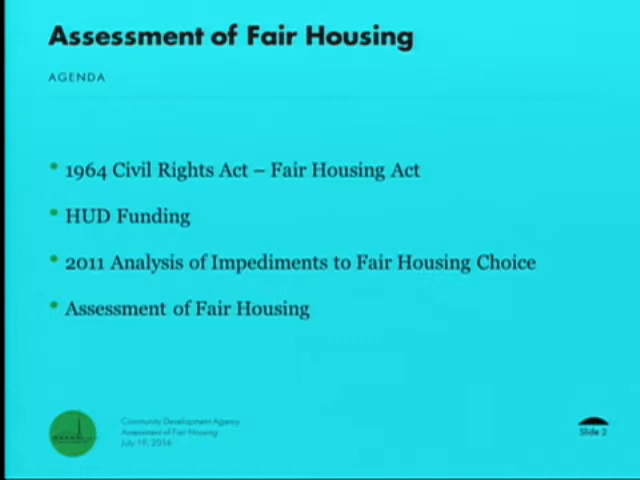 Assessment of Fair Housing
AGENDA
• 1964 Civil Rights Act – Fair Housing Act
• HUD Funding
• 2011 Analysis of Impediments to Fair Housing Choice
• Assessment of Fair Housing
Community Development Agency
Assessment of Fair Housing
July 19, 2016
Slide 2